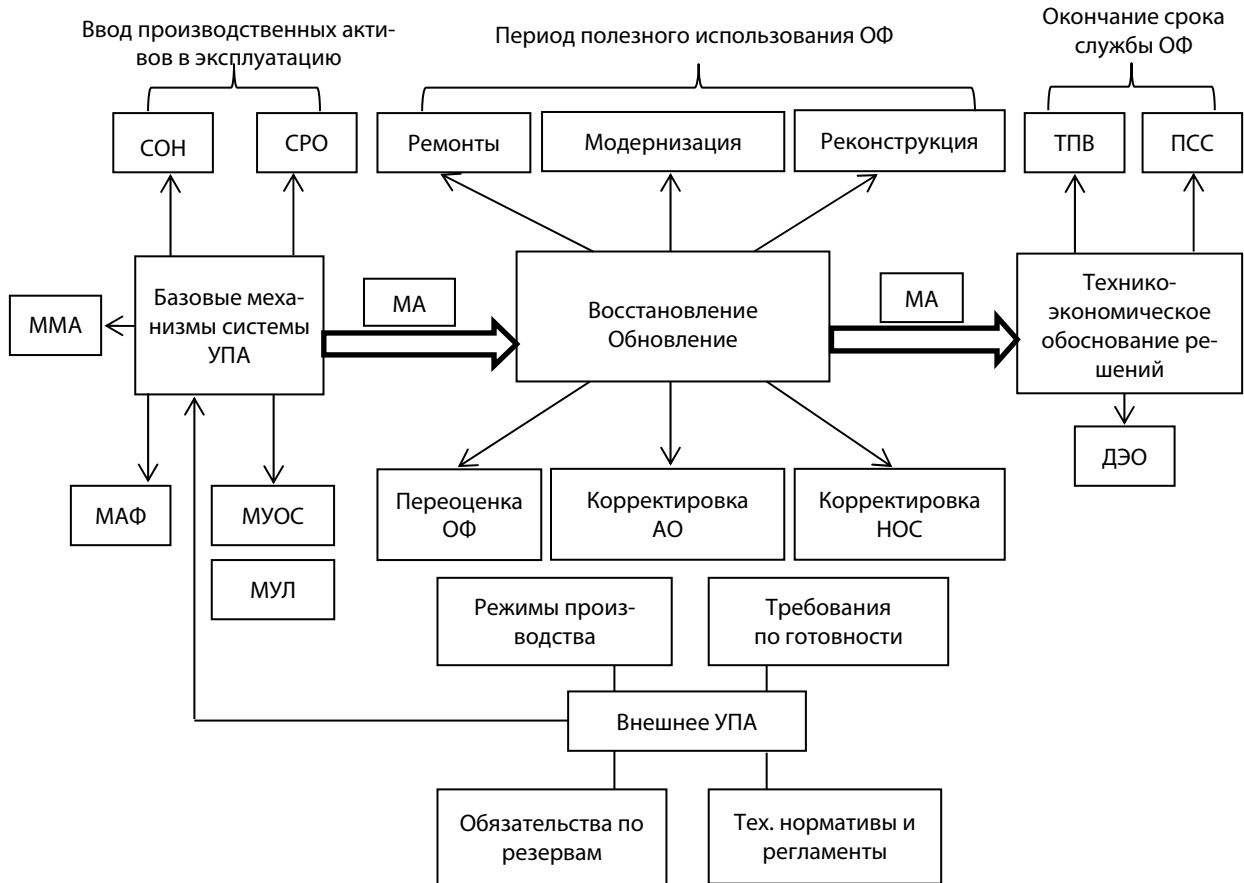 Ввод производственных акти-
вов в эксплуатацию
Период полезного использования ОФ
Окончание срока
службы ОФ
СОН
СРО
Ремонты
Модернизация
Реконструкция
ТПВ
ПСС
ММА
Базовые меха-
низмы системы
УПА
МА
Восстановление
Обновление
МА
Технико-
экономическое
обоснование ре-
шений
МАФ
МУОС
МУЛ
Переоценка
ОФ
Корректировка
АО
Корректировка
НОС
ДЭО
Режимы произ-
водства
Требования
по готовности
Внешнее УПА
Обязательства по
резервам
Тех. нормативы и
регламенты